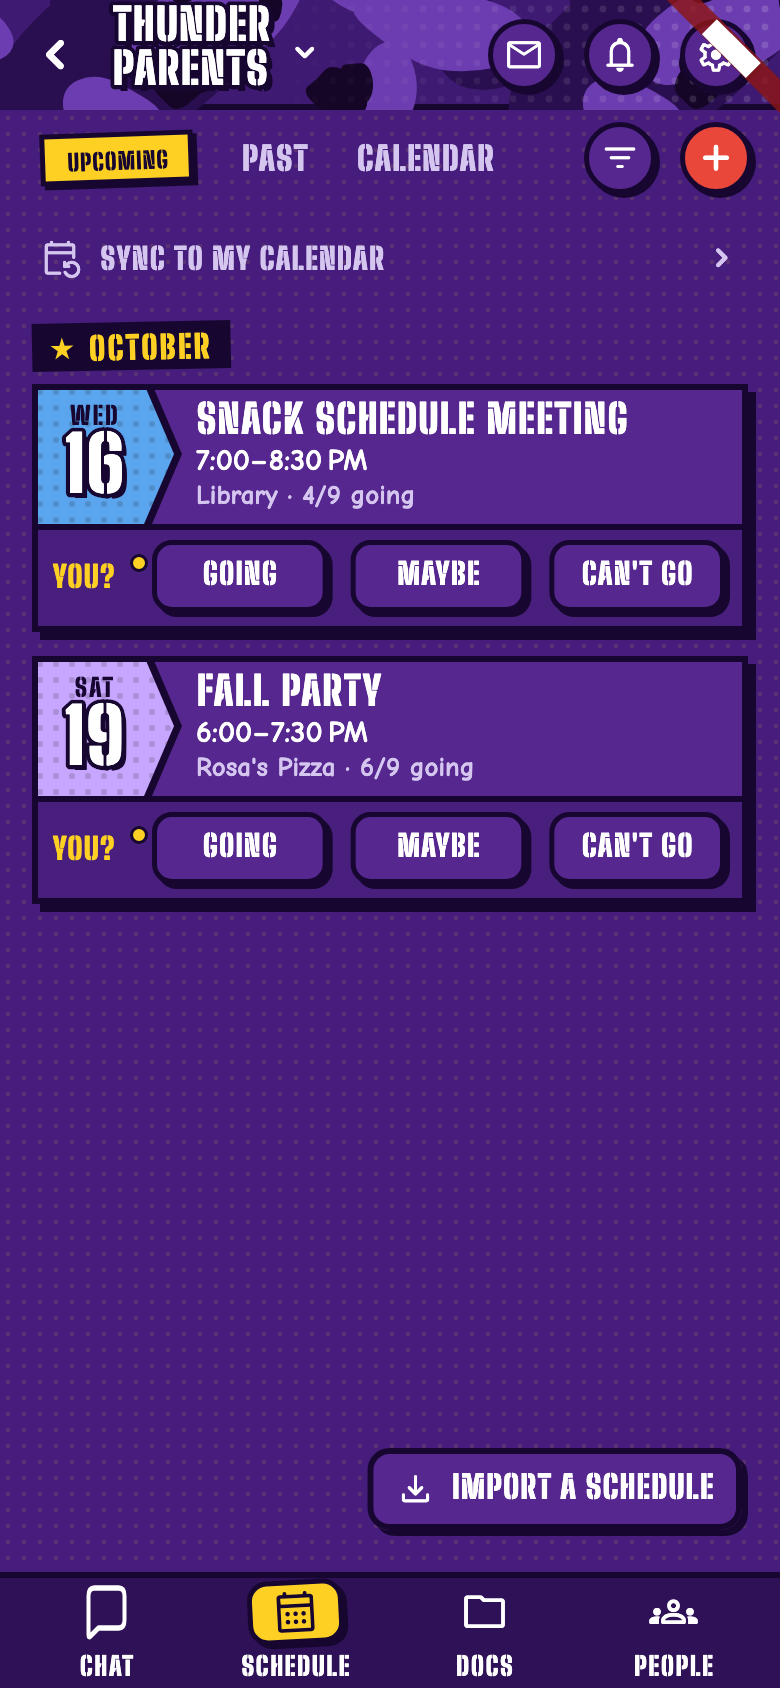 THUNDER
PARENTS
UPCOMING PAST CALENDAR
SYNC TO MY CALENDAR
★ OCTOBER
WED
16
SNACK SCHEDULE MEETING
7:00–8:30 PM
Library · 4/9 going
YOU? GOING MAYBE CAN'T GO
SAT
19
FALL PARTY
6:00–7:30 PM
Rosa's Pizza · 6/9 going
YOU? GOING MAYBE CAN'T GO
IMPORT A SCHEDULE
CHAT SCHEDULE DOCS PEOPLE